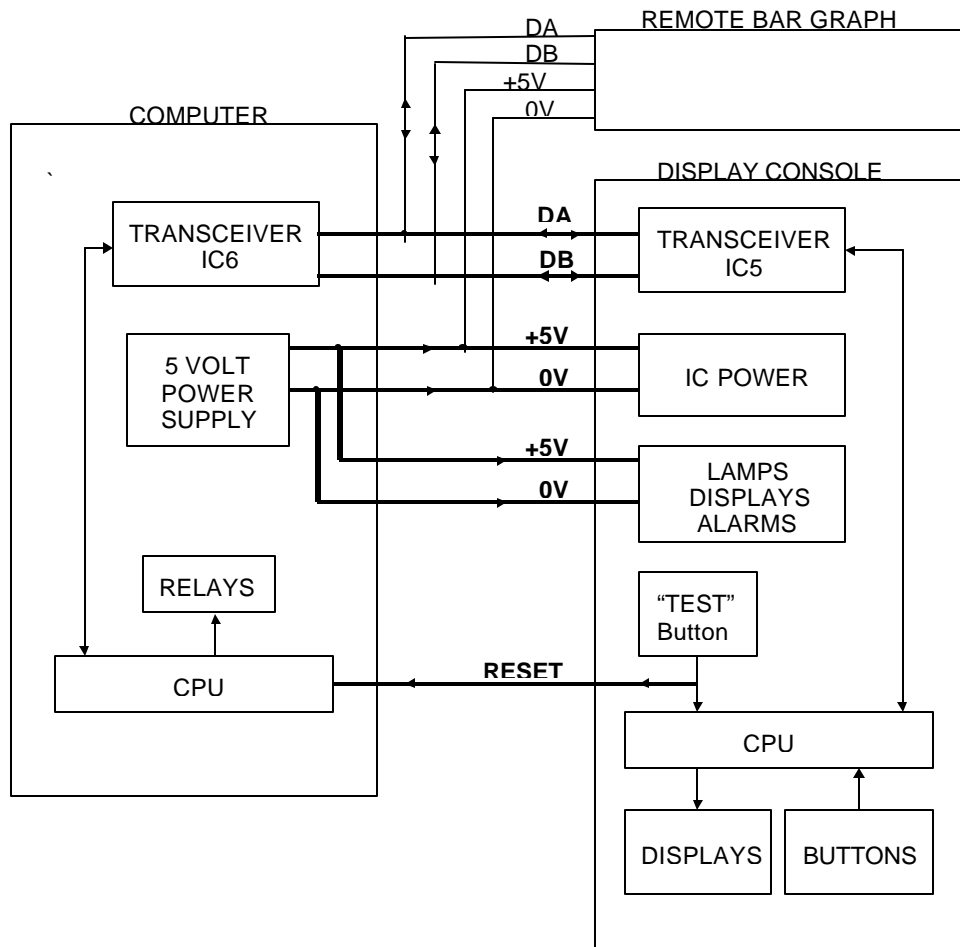 REMOTE BAR GRAPH
DA
DB
+5V
0V
COMPUTER
`
DISPLAY CONSOLE
TRANSCEIVER
IC6
DA
DB
TRANSCEIVER
IC5
5 VOLT
POWER
SUPPLY
+5V
0V
IC POWER
+5V
0V
LAMPS
DISPLAYS
ALARMS
RELAYS
“TEST”
Button
CPU
RESET
CPU
DISPLAYS
BUTTONS